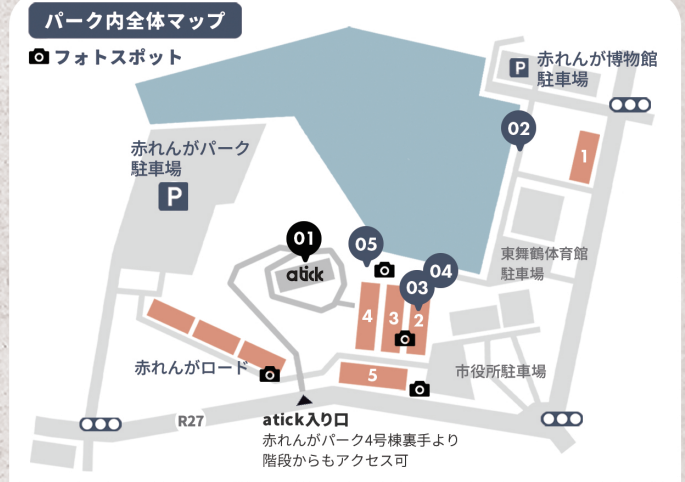 パーク内全体マップ
フォトスポット
P
赤れんが博物館
駐車場
02
1
赤れんがパーク
駐車場
P
01
atick
05
04
03
東舞鶴体育館
駐車場
4
3
2
赤れんがロード
5
市役所駐車場
R27
atick入り口
赤れんがパーク4号棟裏手より
階段からもアクセス可